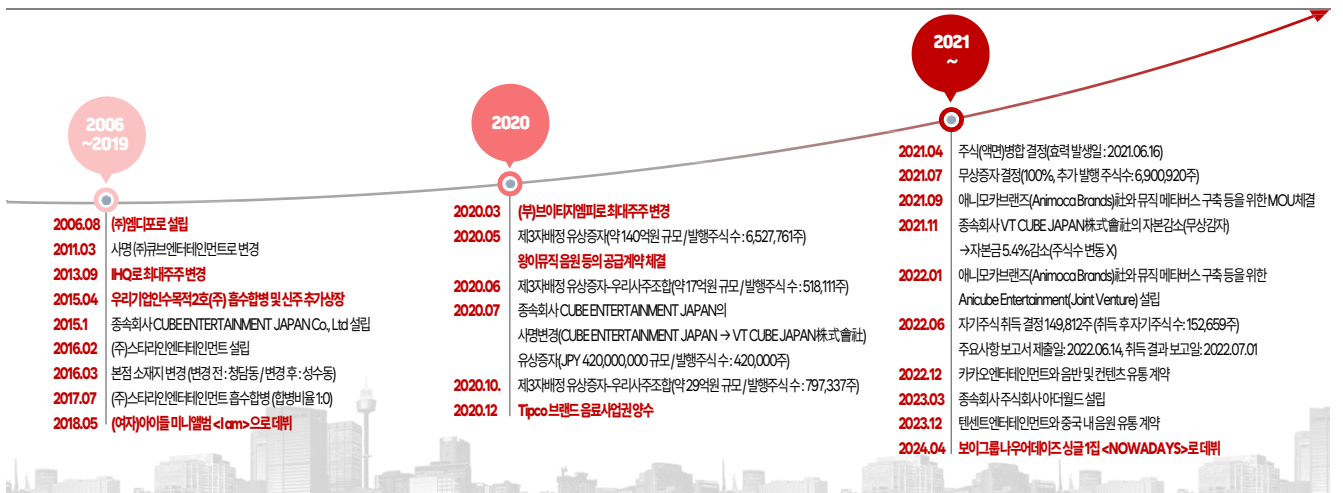 2006
~2019
2006.08 ㈜엠디포로 설립
2011.03 사명 ㈜큐브엔터테인먼트로 변경
2013.09 IHQ로 최대주주 변경
2015.04 우리기업인수목적2호(주) 흡수합병 및 신주 추가상장
2015.1 종속회사 CUBE ENTERTAINMENT JAPAN Co., Ltd 설립
2016.02 (주)스타라인엔터테인먼트 설립
2016.03 본점 소재지 변경 (변경 전 : 청담동 / 변경 후 : 성수동)
2017.07 (주)스타라인엔터테인먼트 흡수합병 (합병비율 1:0)
2018.05 (여자)아이들 미니앨범 <I am>으로 데뷔
2020
2020.03 (부)브이티지엠피로 최대주주 변경
2020.05 제3자배정 유상증자(약 140억원 규모 / 발행주식 수 : 6,527,761주)
왕이뮤직 음원 등의 공급계약 체결
2020.06 제3자배정 유상증자-우리사주조합(약 17억원 규모 / 발행주식 수 : 518,111주)
2020.07 종속회사 CUBE ENTERTAINMENT JAPAN의
사명변경(CUBE ENTERTAINMENT JAPAN → VT CUBE JAPAN株式會社)
유상증자(JPY 420,000,000 규모 / 발행주식 수 : 420,000주)
2020.10. 제3자배정 유상증자-우리사주조합(약 29억원 규모 / 발행주식 수 : 797,337주)
2020.12 Tipco 브랜드 음료사업권 양수
2021
~
2021.04 주식(액면)병합 결정(효력 발생일 : 2021.06.16)
2021.07 무상증자 결정(100%, 추가 발행 주식수 : 6,900,920주)
2021.09 애니모카브랜즈(Animoca Brands)社와 뮤직 메타버스 구축 등을 위한 MOU체결
2021.11 종속회사 VT CUBE JAPAN株式會社의 자본감소(무상감자)
→자본금 5.4%감소(주식수 변동 X)
2022.01 애니모카브랜즈(Animoca Brands)社와 뮤직 메타버스 구축 등을 위한
Anicube Entertainment(Joint Venture) 설립
2022.06 자기주식 취득 결정 149,812주 (취득 후 자기주식수 : 152,659주)
주요사항 보고서 제출일: 2022.06.14, 취득 결과 보고일: 2022.07.01
2022.12 카카오엔터테인먼트와 음반 및 컨텐츠 유통 계약
2023.03 종속회사 주식회사 아더월드 설립
2023.12 텐센트엔터테인먼트와 중국 내 음원 유통 계약
2024.04 보이그룹 나우어데이즈 싱글 1집 <NOWADAYS>로 데뷔